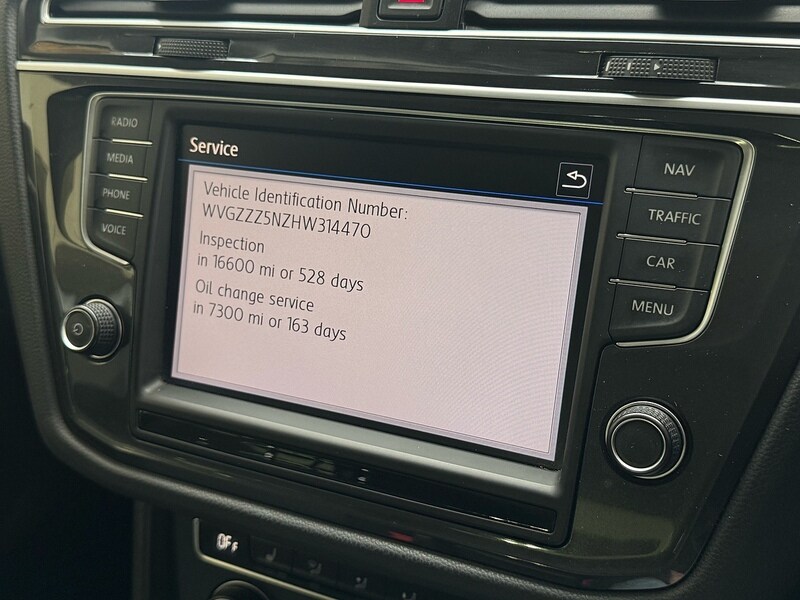 RADIO
MEDIA
PHONE
VOICE
Service
Vehicle Identification Number:
WVGZZZ5NZHW314470
Inspection
in 16600 mi or 528 days
Oil change service
in 7300 mi or 163 days
NAV
TRAFFIC
CAR
MENU
OFF